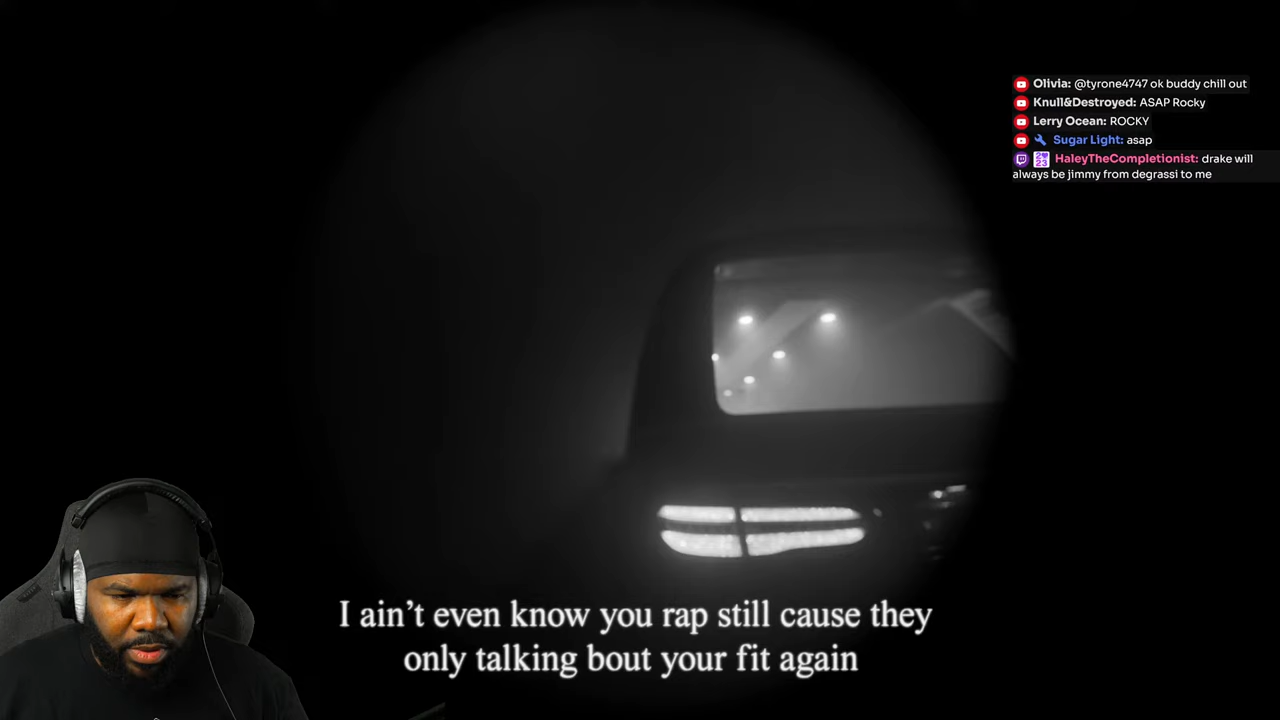 Olivia: @tyrone4747 ok buddy chill out
Knull&Destroyed: ASAP Rocky
Lerry Ocean: ROCKY
Sugar Light: asap
HaleyTheCompletionist: drake will
always be jimmy from degrassi to me
I ain't even know you rap still cause they
only talking bout your fit again